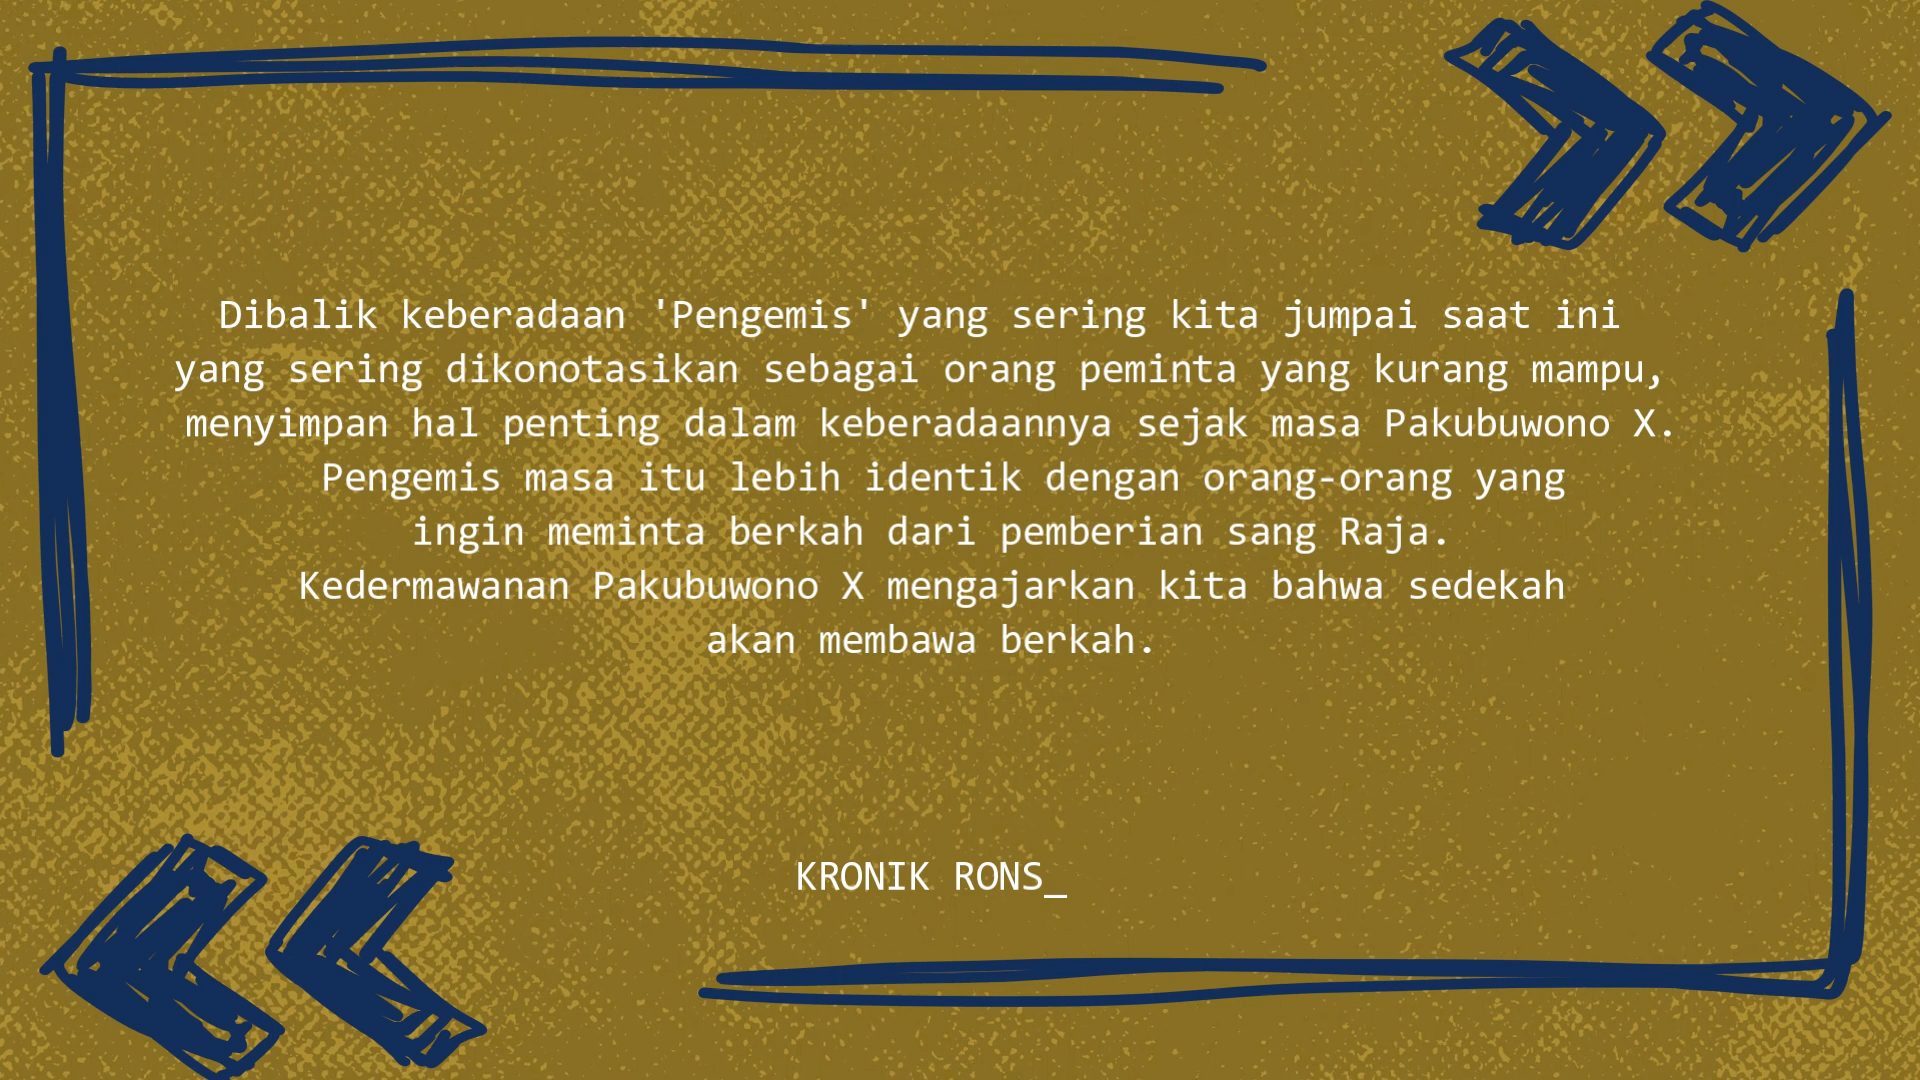 Dibalik keberadaan 'Pengemis' yang sering kita jumpai saat ini
yang sering dikonotasikan sebagai orang peminta yang kurang mampu,
menyimpan hal penting dalam keberadaannya sejak masa Pakubuwono X.
Pengemis masa itu lebih identik dengan orang-orang yang
ingin meminta berkah dari pemberian sang Raja.
Kedermawanan Pakubuwono X mengajarkan kita bahwa sedekah
akan membawa berkah.
KRONIK RONS_